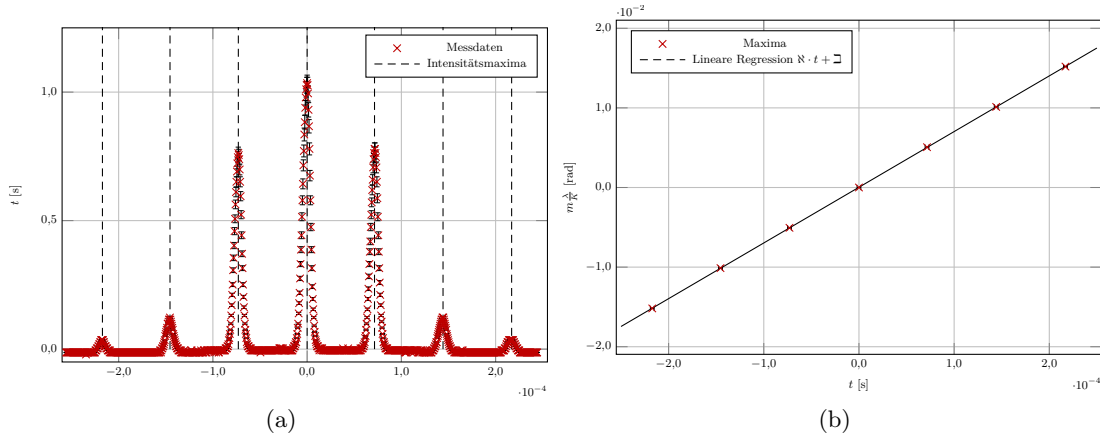 t [s]
1,0
0,5
0,0
−2,0
−1,0
0,0
1,0
2,0
·10⁻⁴
Messdaten
Intensitätsmaxima
(a)
·10⁻²
2,0
1,0
0,0
−1,0
−2,0
m λ/K [rad]
Maxima
Lineare Regression ℵ · t + ℶ
−2,0
−1,0
0,0
1,0
2,0
t [s]
·10⁻⁴
(b)